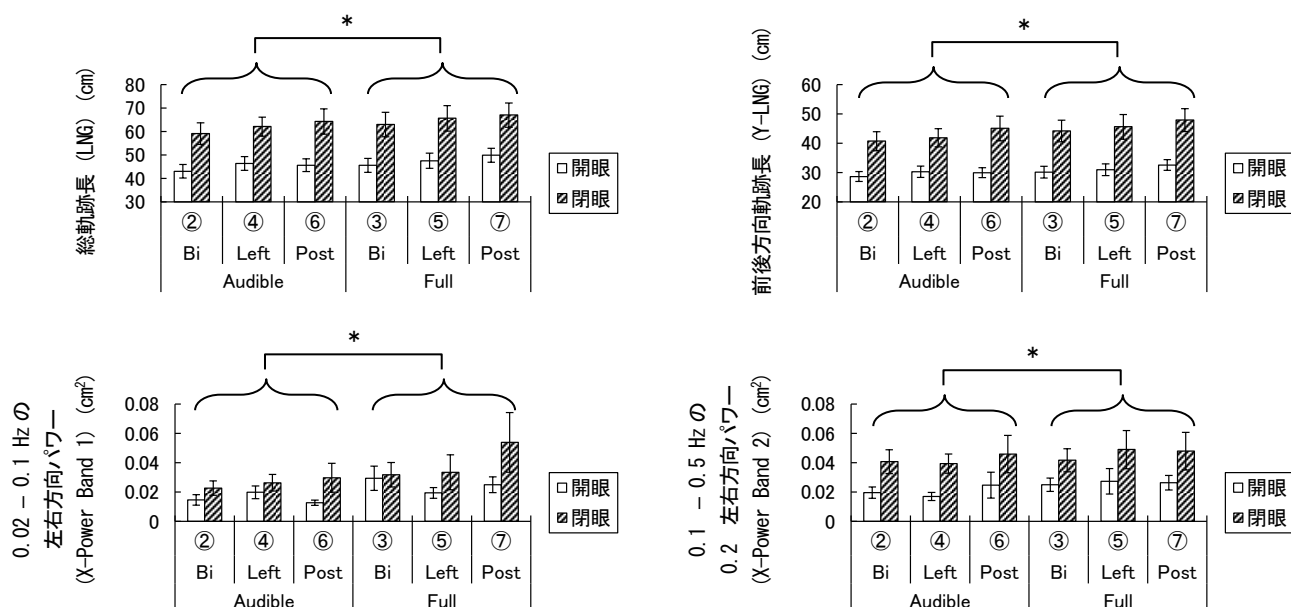 *
総軌跡長 (LNG) (cm)
80
70
60
50
40
30
② ④ ⑥ ③ ⑤ ⑦
Bi Left Post Bi Left Post
Audible Full
開眼
閉眼
*
前後方向軌跡長 (Y-LNG) (cm)
60
50
40
30
20
② ④ ⑥ ③ ⑤ ⑦
Bi Left Post Bi Left Post
Audible Full
開眼
閉眼
*
0.02 – 0.1 Hz の
左右方向パワー
(X-Power Band 1) (cm²)
0.08
0.06
0.04
0.02
0
② ④ ⑥ ③ ⑤ ⑦
Bi Left Post Bi Left Post
Audible Full
開眼
閉眼
*
0.1 – 0.5 Hz の
0.2 左右方向パワー
(X-Power Band 2) (cm²)
0.08
0.06
0.04
0.02
0
② ④ ⑥ ③ ⑤ ⑦
Bi Left Post Bi Left Post
Audible Full
開眼
閉眼